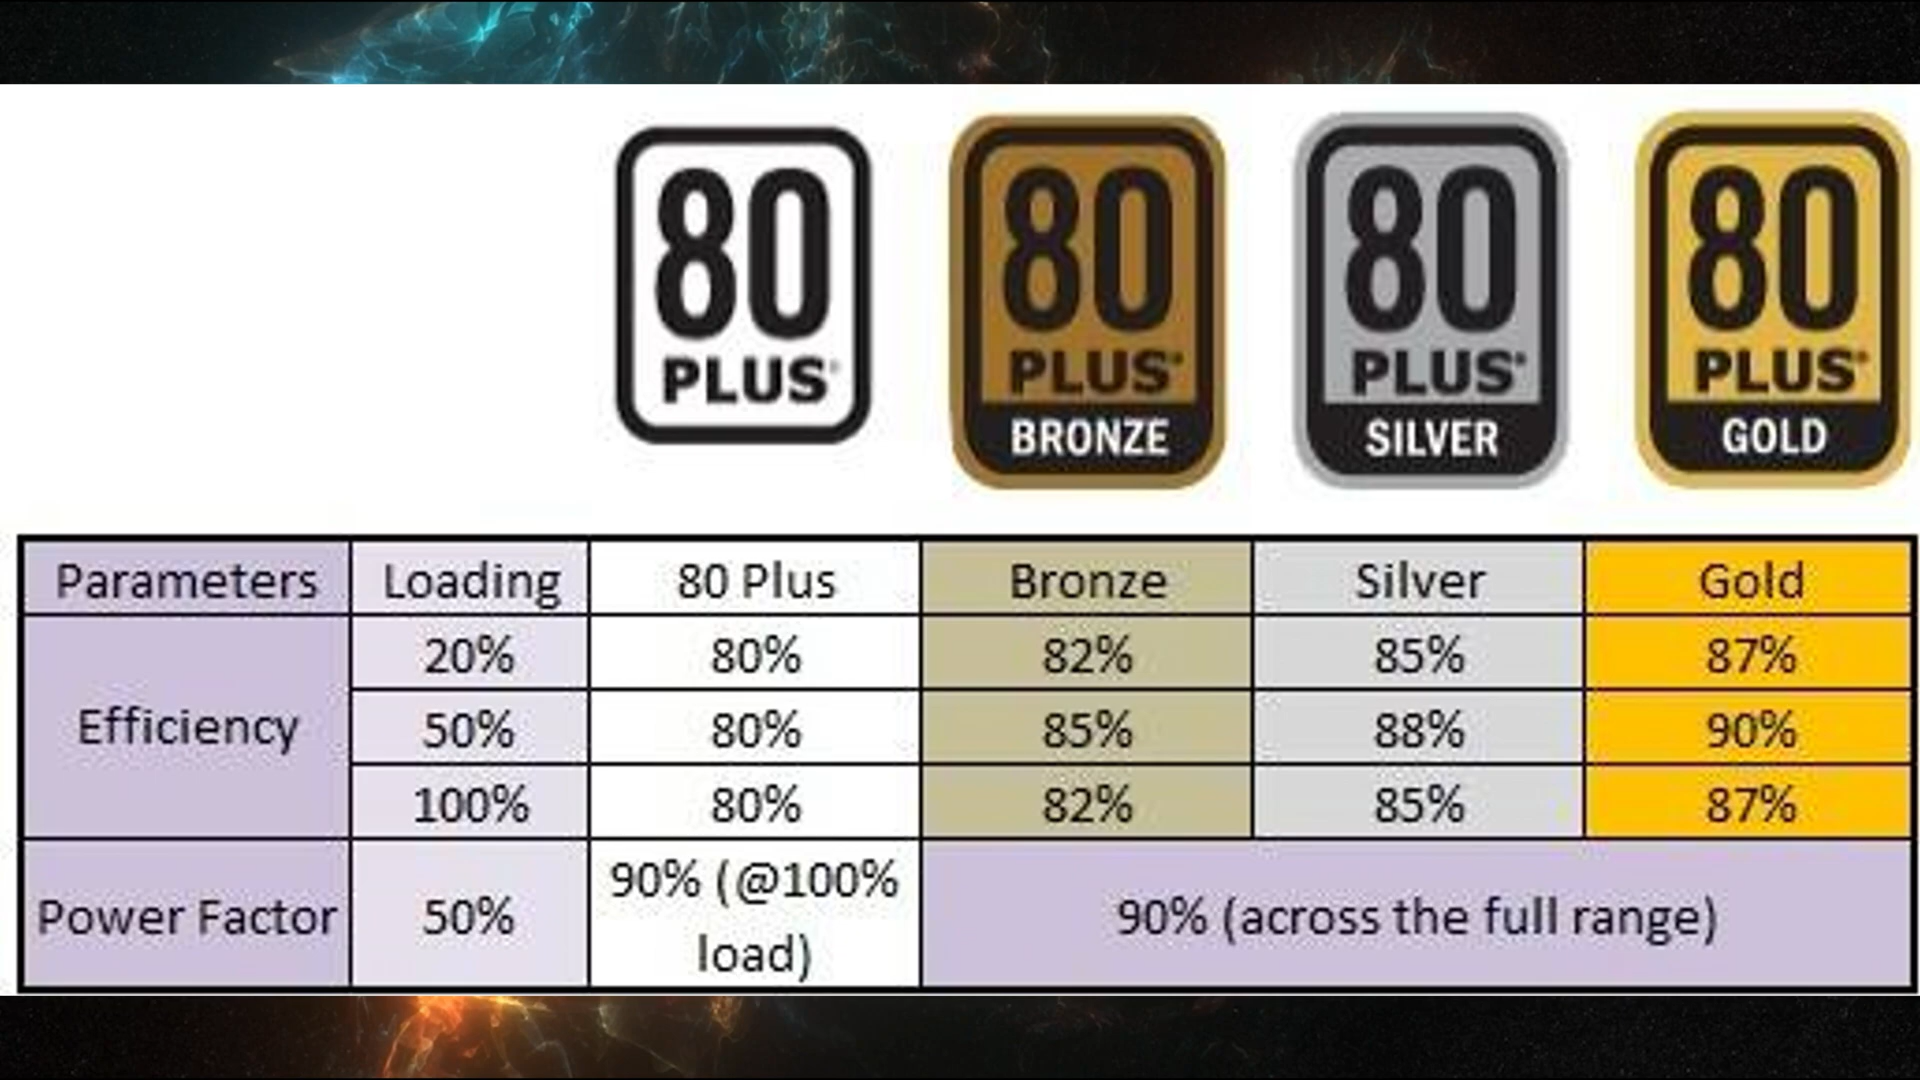 80
PLUS
80
PLUS
BRONZE
80
PLUS
SILVER
80
PLUS
GOLD
Parameters Loading 80 Plus Bronze Silver Gold
Efficiency
20% 80% 82% 85% 87%
50% 80% 85% 88% 90%
100% 80% 82% 85% 87%
Power Factor 50% 90% (@100%
load)
90% (across the full range)